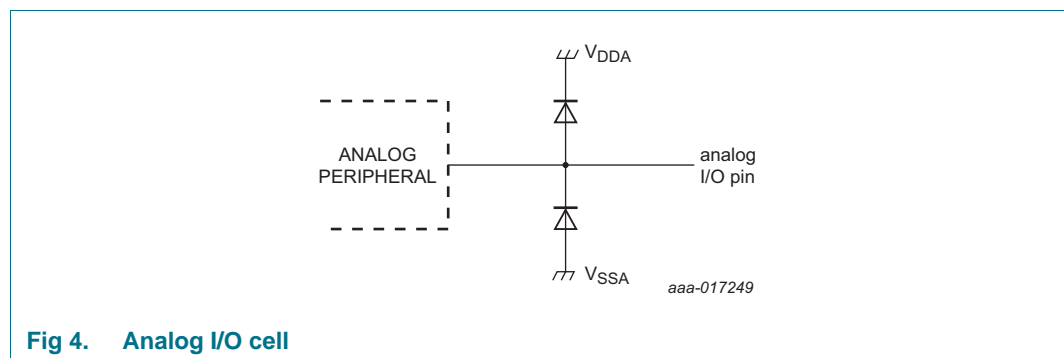 VDDA
ANALOG
PERIPHERAL
analog
I/O pin
VSSA
aaa-017249
Fig 4. Analog I/O cell